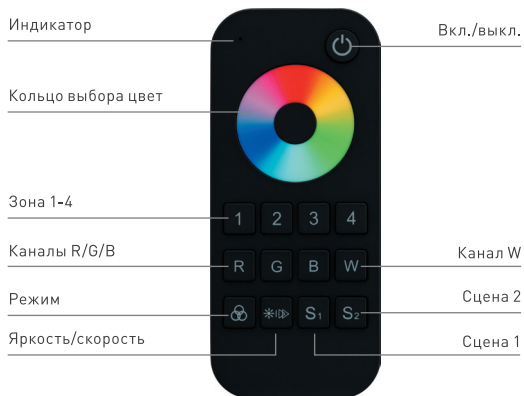 Индикатор
Вкл./выкл.
Кольцо выбора цвет
Зона 1-4
1 2 3 4
Каналы R/G/B
R G B W
Канал W
Режим
S1 S2
Сцена 2
Яркость/скорость
Сцена 1